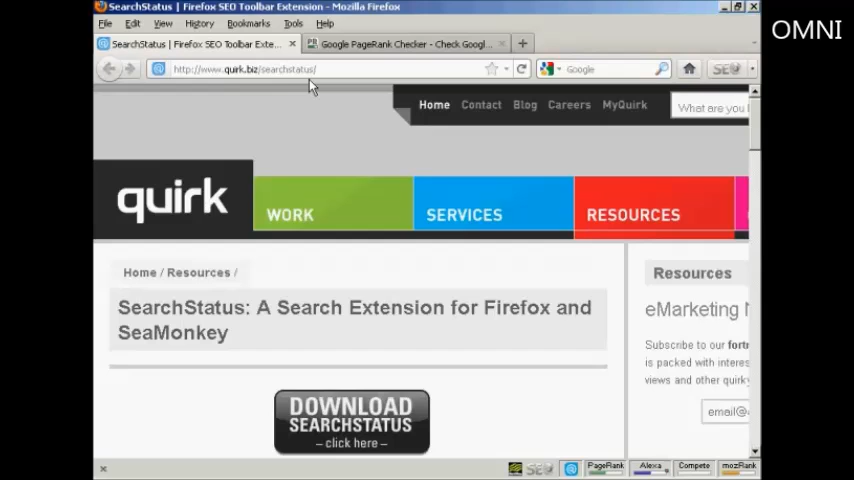 SearchStatus | Firefox SEO Toolbar Extension - Mozilla Firefox
OMNI
File Edit View History Bookmarks Tools Help
SearchStatus | Firefox SEO Toolbar Exte...
PR Google PageRank Checker - Check Googl...
http://www.quirk.biz/searchstatus/
Google
SEO
Home Contact Blog Careers MyQuirk
What are you l
quirk
WORK
SERVICES
RESOURCES
Home / Resources /
SearchStatus: A Search Extension for Firefox and
SeaMonkey
DOWNLOAD
SEARCHSTATUS
– click here –
Resources
eMarketing N
Subscribe to our fortr
is packed with interes
views and other quirky
email@
SEO
PageRank
Alexa
Compete
mozRank